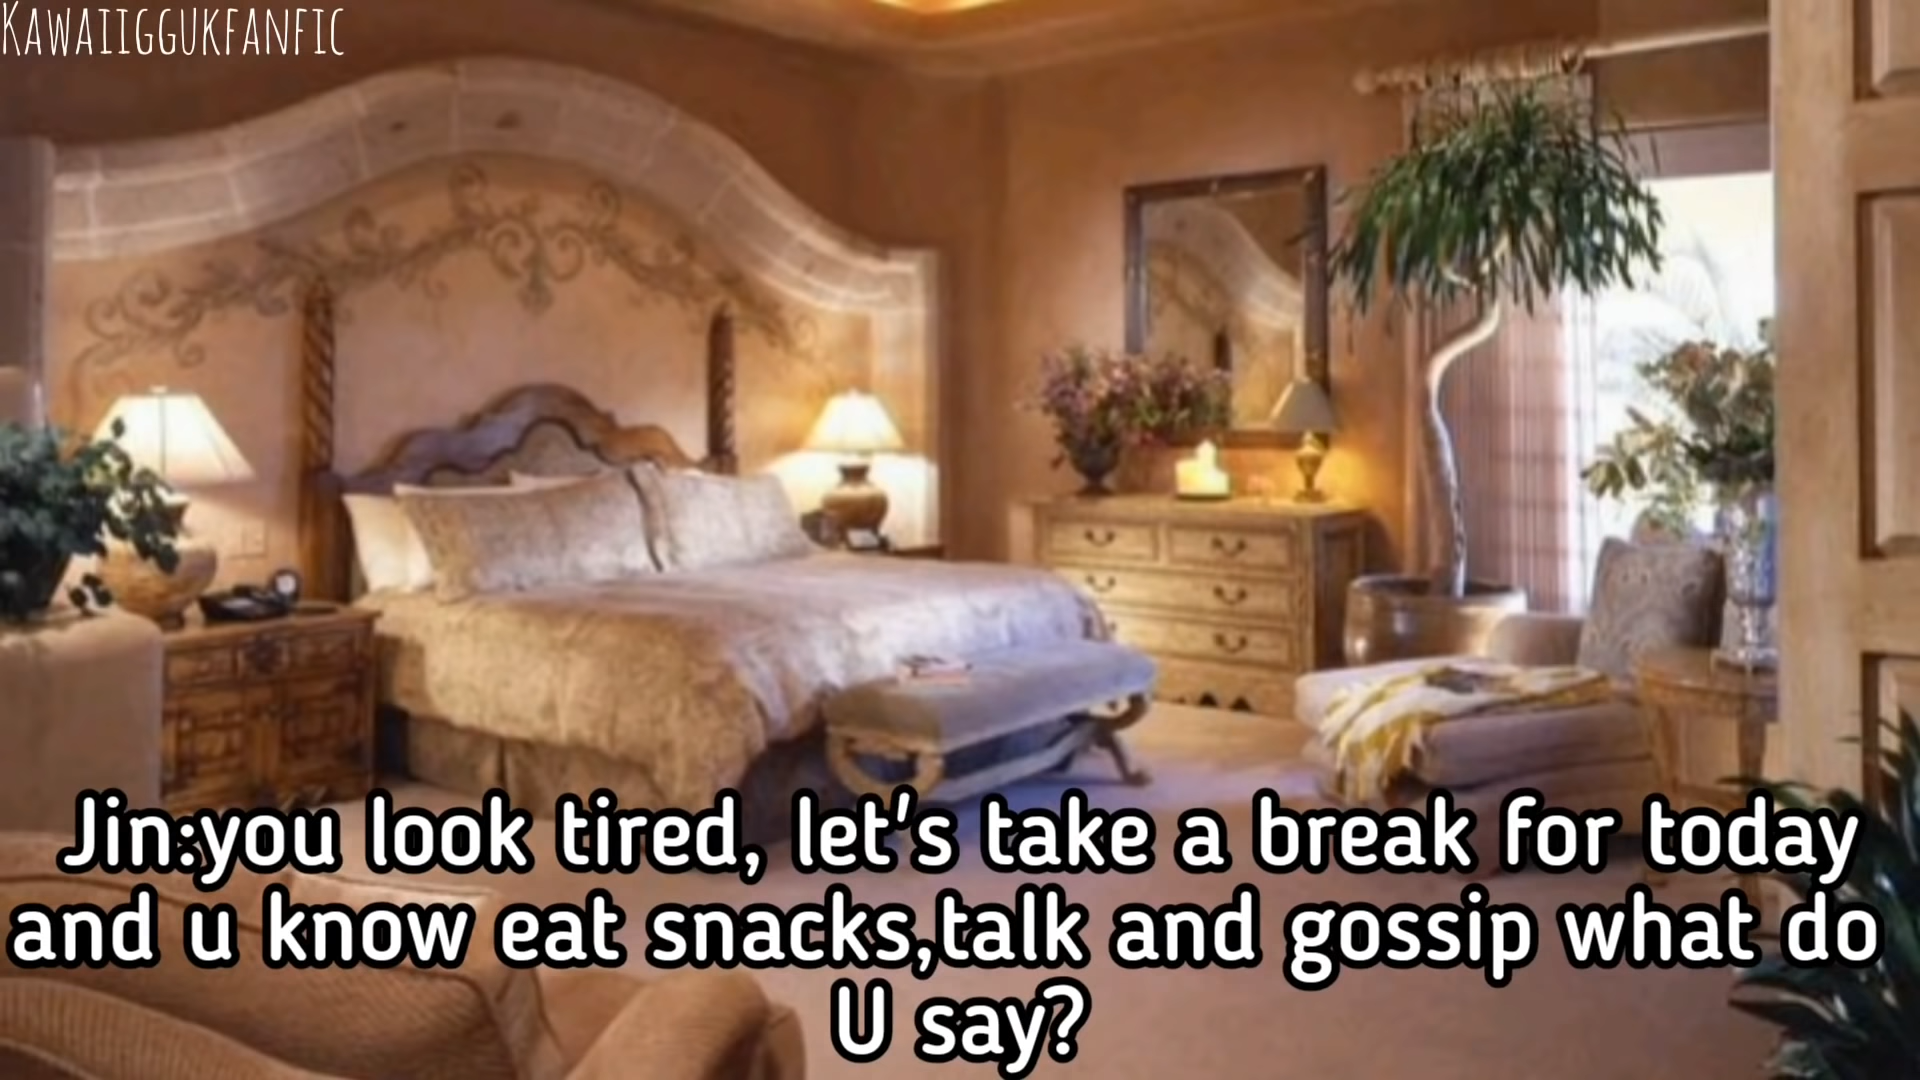 KAWAIIGGUKFANFIC
Jin:you look tired, let's take a break for today
and u know eat snacks,talk and gossip what do
U say?